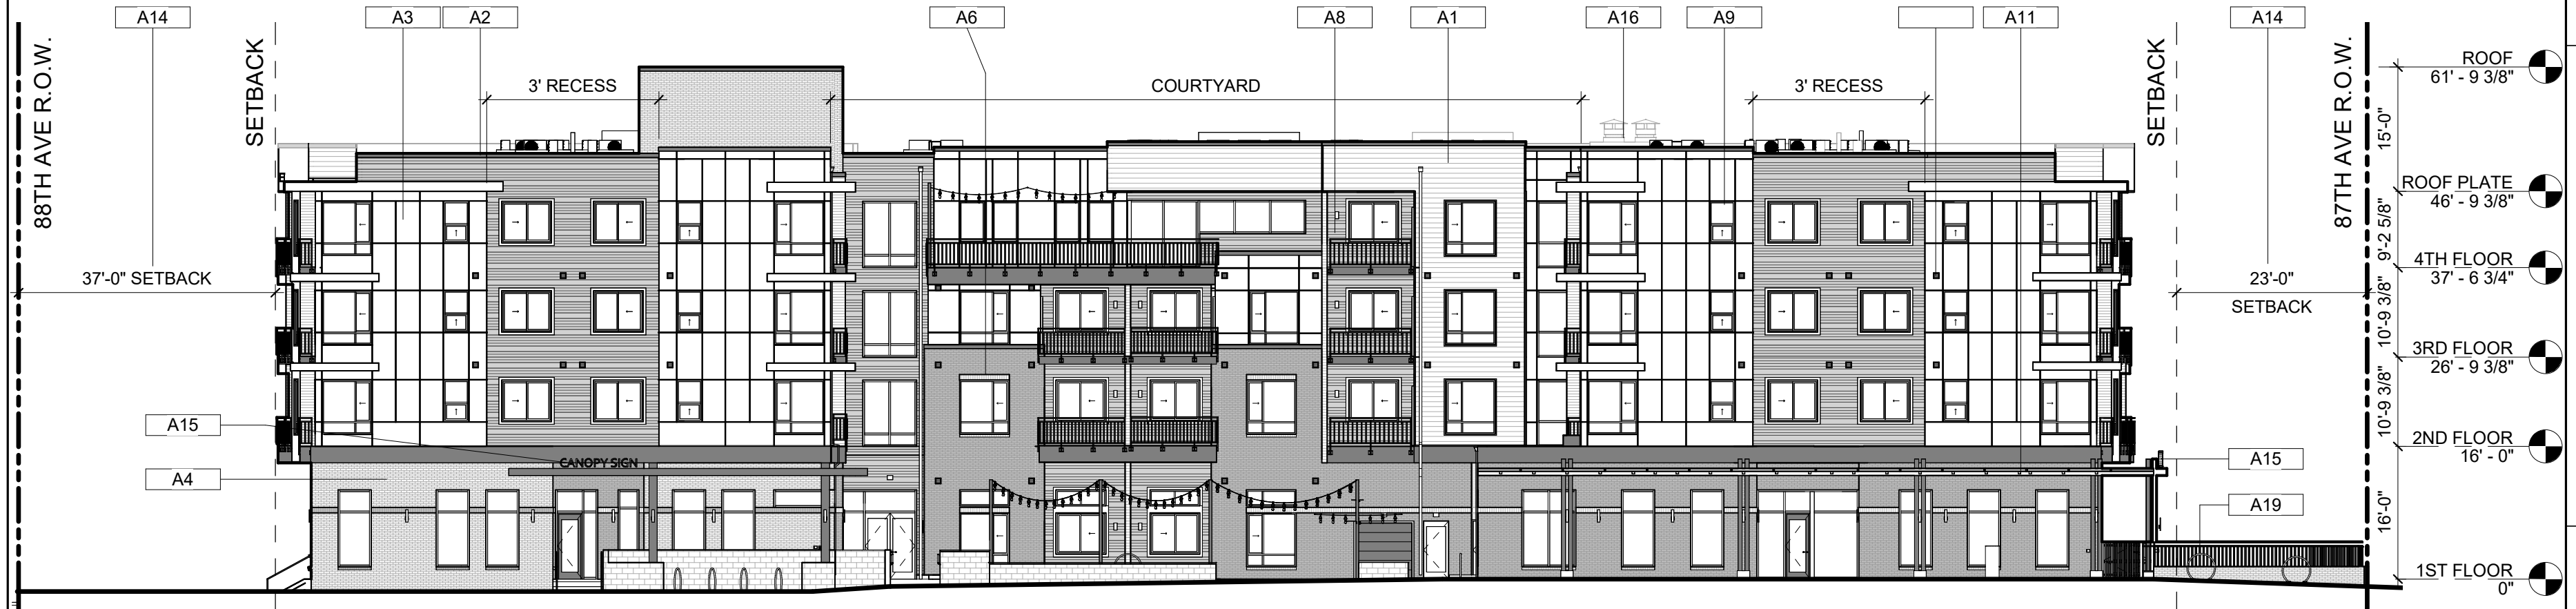 A14
A3
A2
A6
A8
A1
A16
A9
A11
A14
88TH AVE R.O.W.
SETBACK
3' RECESS
COURTYARD
3' RECESS
SETBACK
87TH AVE R.O.W.
ROOF
61' - 9 3/8"
15'-0"
ROOF PLATE
46' - 9 3/8"
9'-2 5/8"
4TH FLOOR
37' - 6 3/4"
37'-0" SETBACK
23'-0"
SETBACK
10'-9 3/8"
3RD FLOOR
26' - 9 3/8"
10'-9 3/8"
2ND FLOOR
16' - 0"
A15
CANOPY SIGN
A15
A4
A19
16'-0"
1ST FLOOR
0"